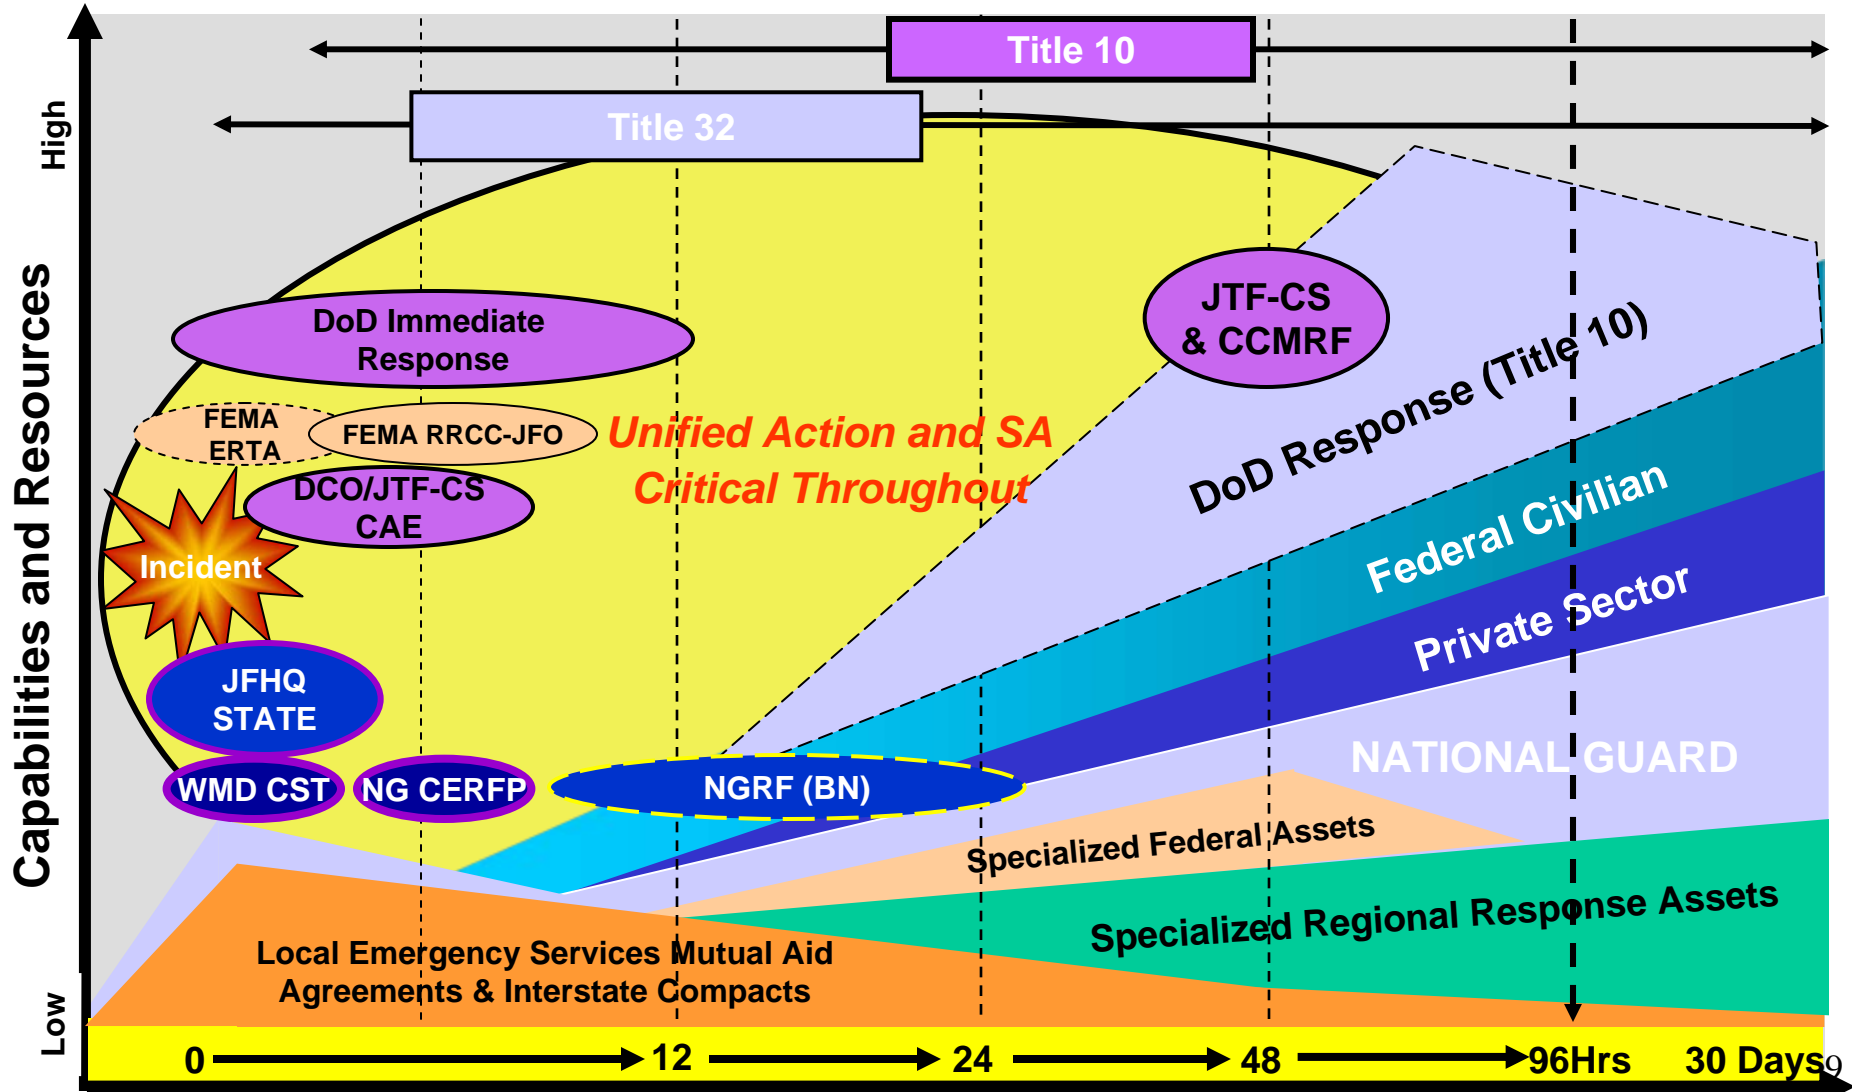 Title 10
Title 32
High
Capabilities and Resources
Low
DoD Immediate
Response
FEMA
ERTA
FEMA RRCC-JFO
DCO/JTF-CS
CAE
Incident
Unified Action and SA
Critical Throughout
JTF-CS
& CCMRF
DoD Response (Title 10)
Federal Civilian
Private Sector
JFHQ
STATE
WMD CST
NG CERFP
NGRF (BN)
NATIONAL GUARD
Specialized Federal Assets
Specialized Regional Response Assets
Local Emergency Services Mutual Aid
Agreements & Interstate Compacts
0 12 24 48 96Hrs 30 Days
9